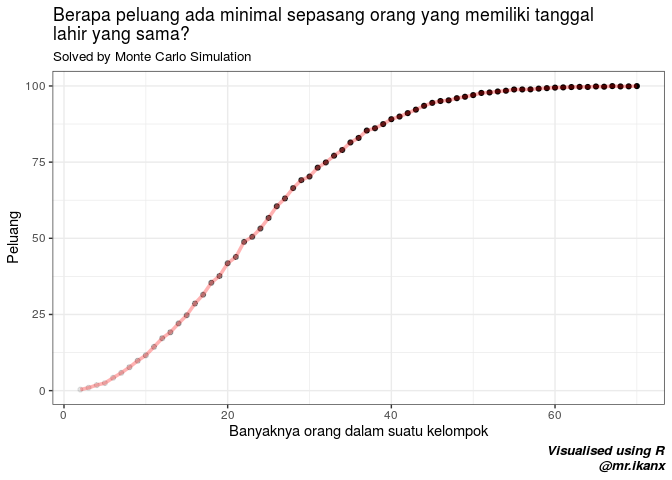 Berapa peluang ada minimal sepasang orang yang memiliki tanggal
lahir yang sama?
Solved by Monte Carlo Simulation
Peluang
100
75
50
25
0
0 20 40 60
Banyaknya orang dalam suatu kelompok
Visualised using R
@mr.ikanx